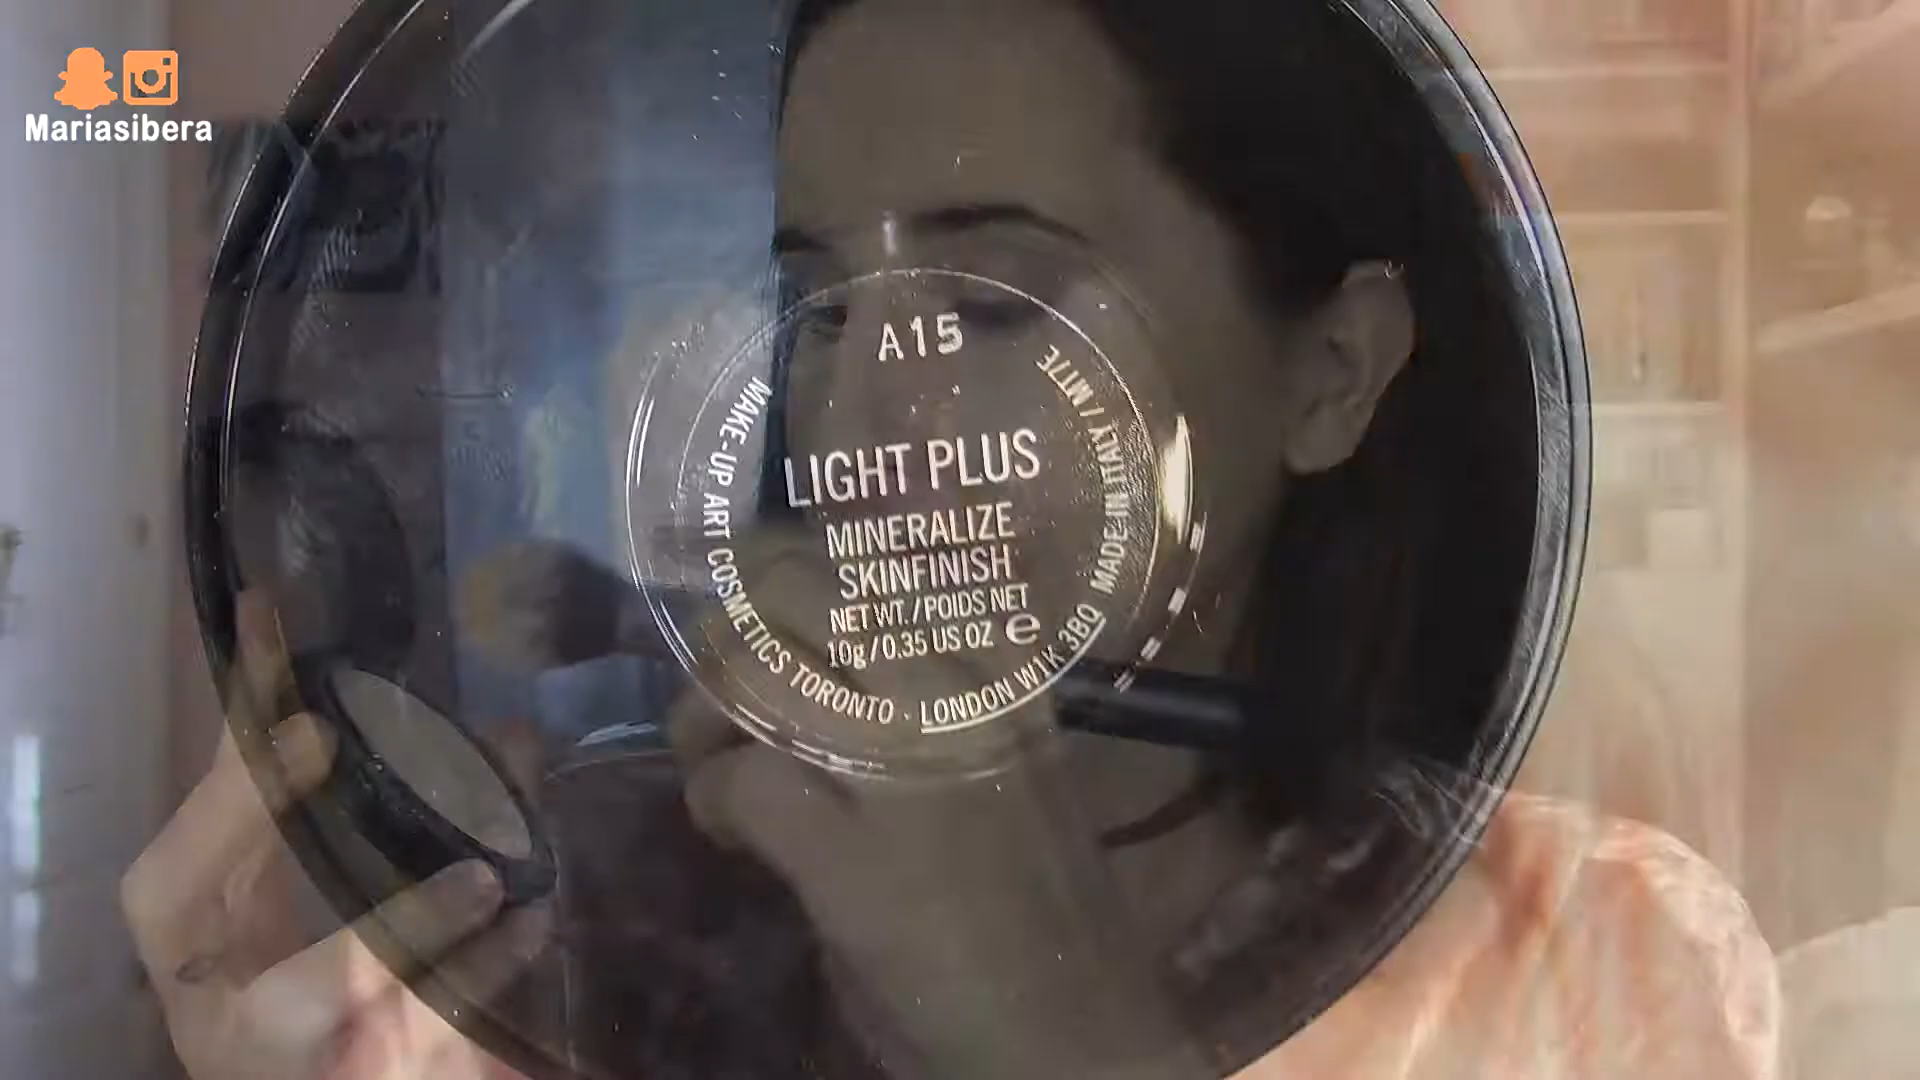 Mariasibera
A15
LIGHT PLUS
MINERALIZE
SKINFINISH
NET WT. / POIDS NET
10g / 0.35 US OZ e
MAKE-UP ART COSMETICS TORONTO · LONDON W1K 3BQ MADE IN ITALY / MITTE